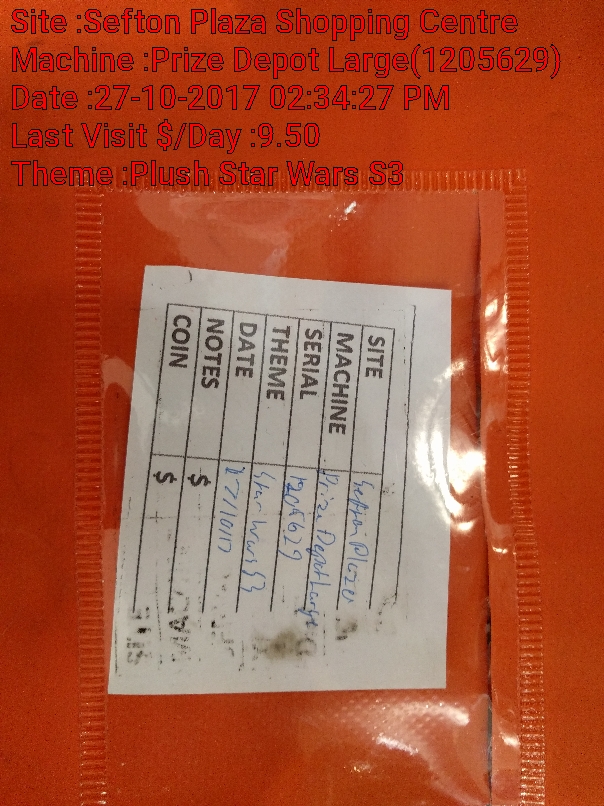 Site :Sefton Plaza Shopping Centre
Machine :Prize Depot Large(1205629)
Date :27-10-2017 02:34:27 PM
Last Visit $/Day :9.50
Theme :Plush Star Wars S3
SITE Sefton Plaza
MACHINE Prize Depot Large
SERIAL 1205629
THEME Star Wars S3
DATE 27/10/17
NOTES $
COIN $